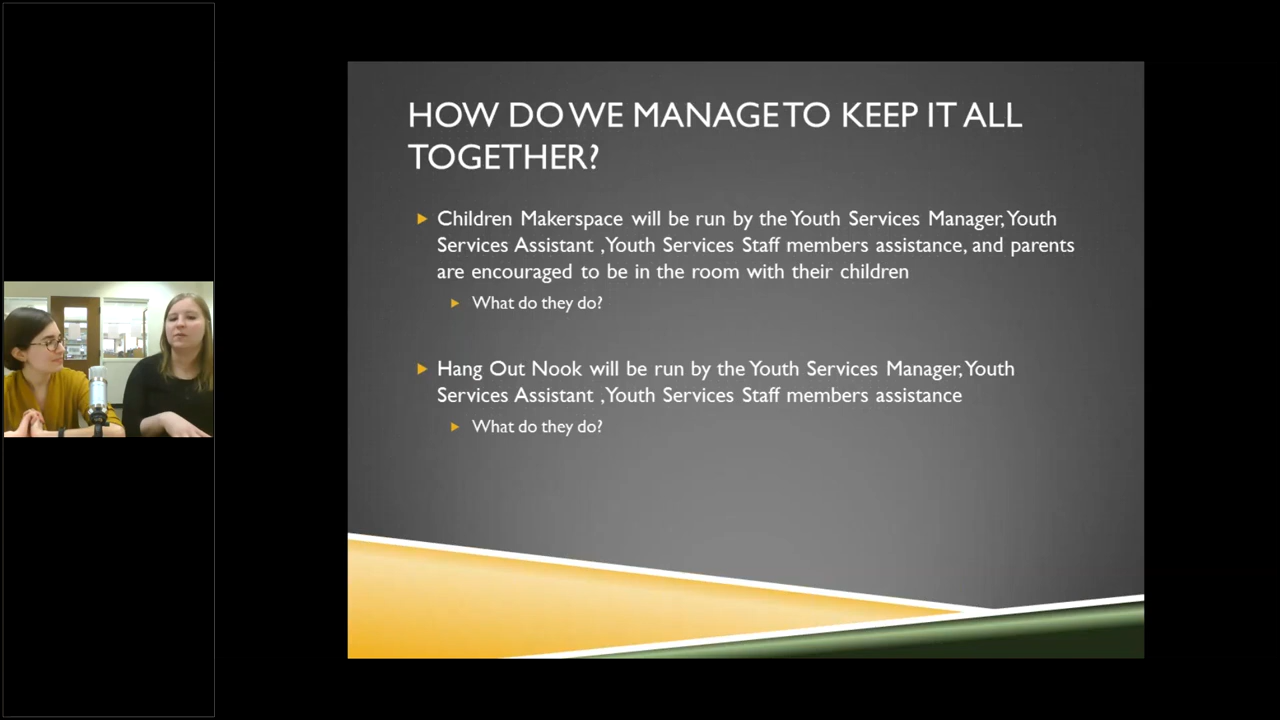 HOW DO WE MANAGE TO KEEP IT ALL
TOGETHER?
Children Makerspace will be run by the Youth Services Manager, Youth
Services Assistant ,Youth Services Staff members assistance, and parents
are encouraged to be in the room with their children
What do they do?
Hang Out Nook will be run by the Youth Services Manager, Youth
Services Assistant ,Youth Services Staff members assistance
What do they do?